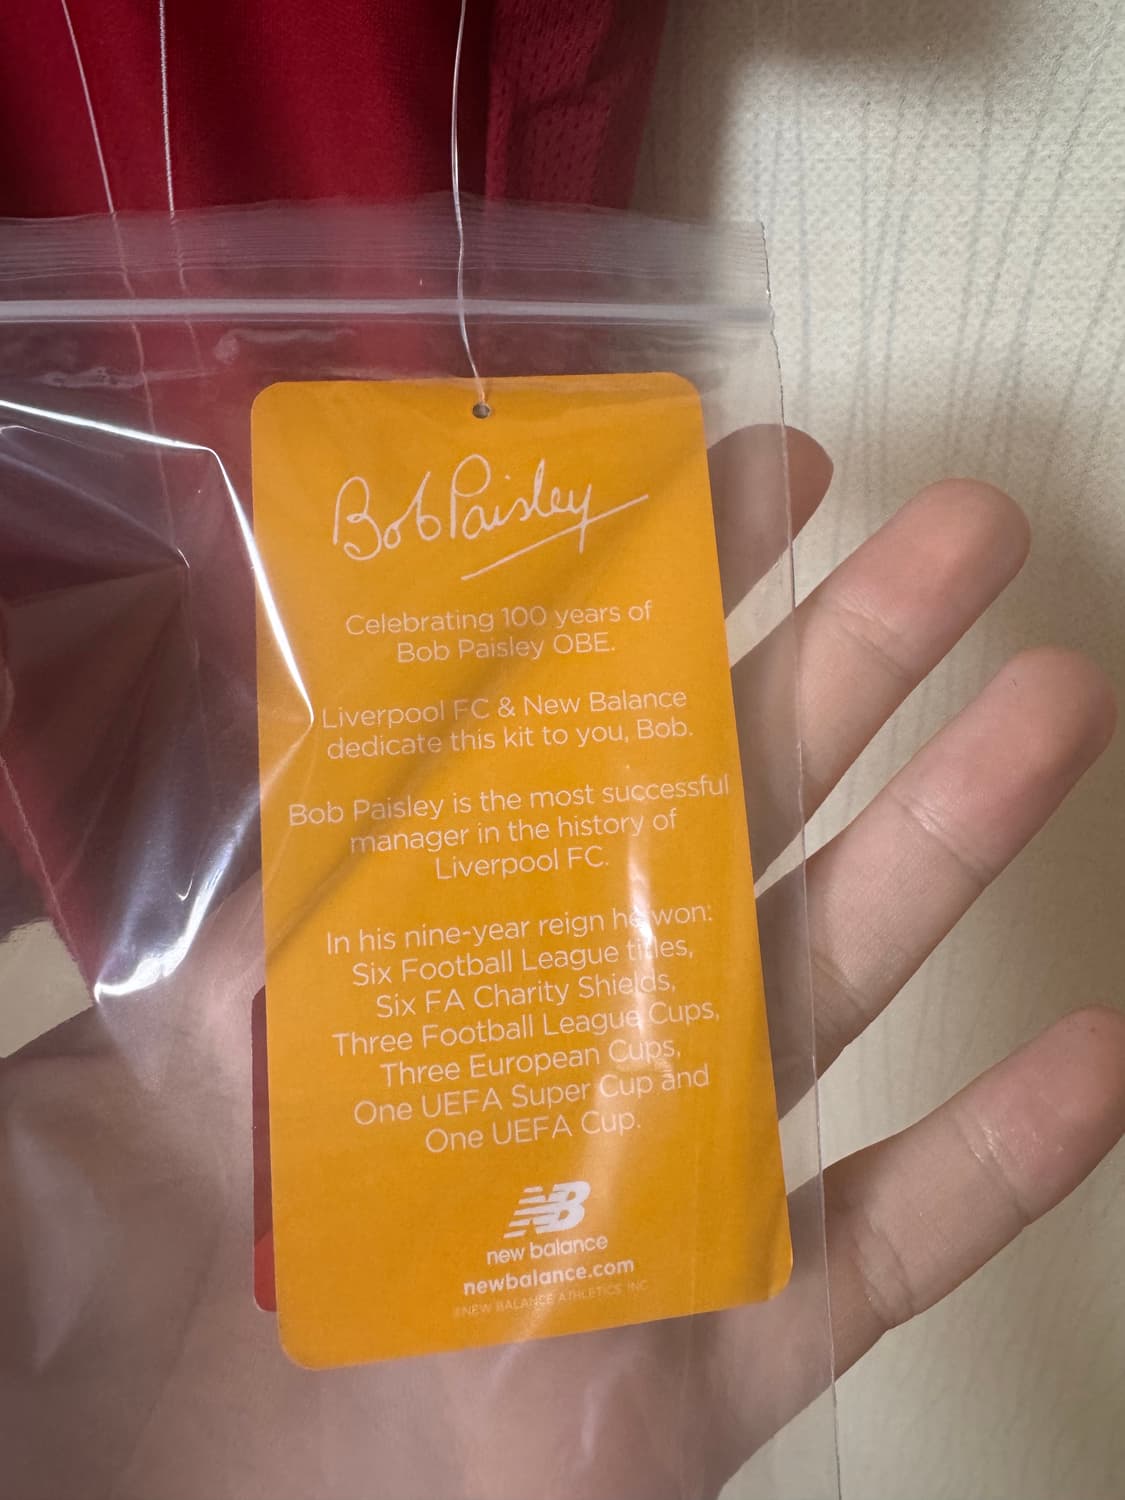 Bob Paisley
Celebrating 100 years of
Bob Paisley OBE.
Liverpool FC & New Balance
dedicate this kit to you, Bob.
Bob Paisley is the most successful
manager in the history of
Liverpool FC.
In his nine-year reign he won:
Six Football League titles,
Six FA Charity Shields,
Three Football League Cups,
Three European Cups,
One UEFA Super Cup and
One UEFA Cup.
NB
new balance
newbalance.com
©NEW BALANCE ATHLETICS INC